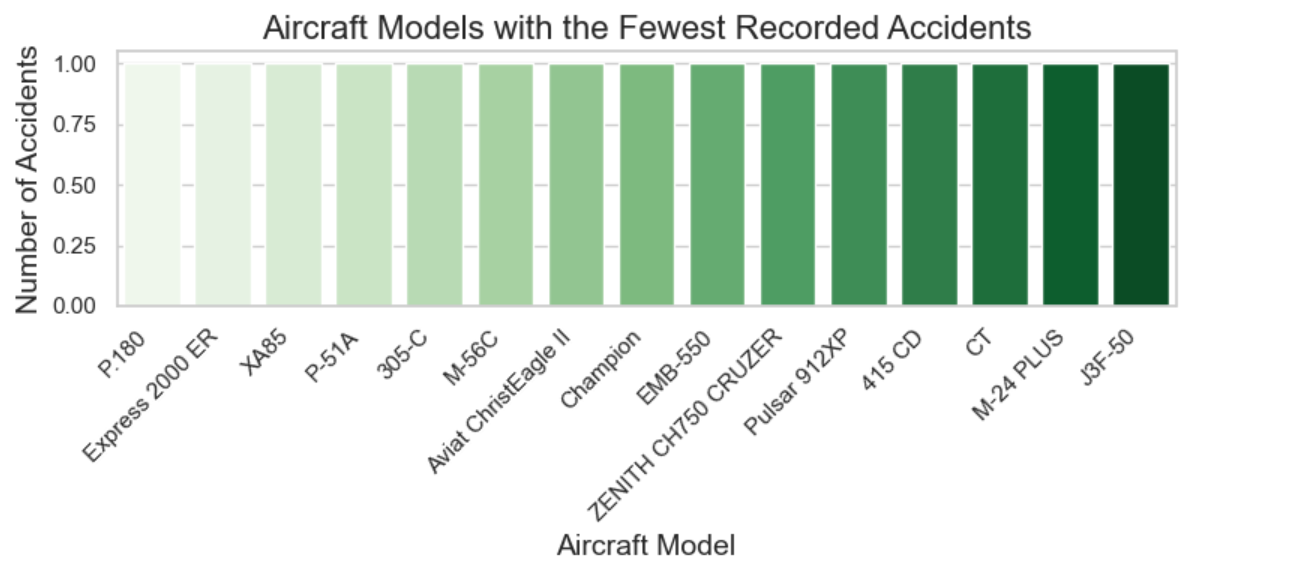 Aircraft Models with the Fewest Recorded Accidents
Number of Accidents
1.00
0.75
0.50
0.25
0.00
P.180
Express 2000 ER
XA85
P-51A
305-C
M-56C
Aviat ChristEagle II
Champion
EMB-550
ZENITH CH750 CRUZER
Pulsar 912XP
415 CD
CT
M-24 PLUS
J3F-50
Aircraft Model